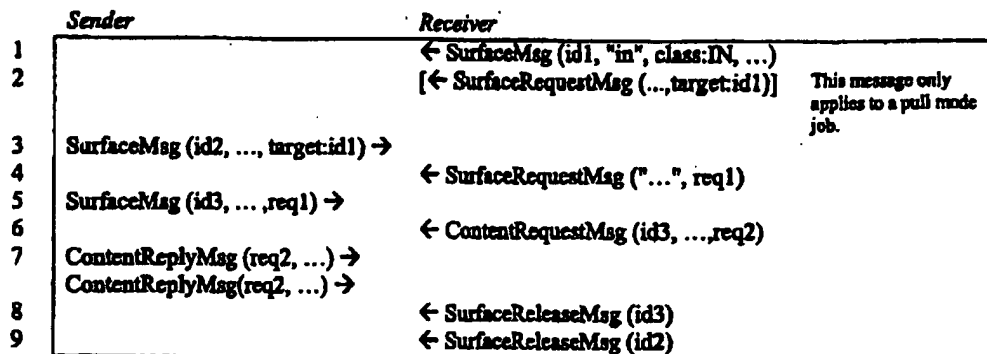 Sender Receiver
1 ← SurfaceMsg (id1, "in", class:IN, …)
2 [← SurfaceRequestMsg (...,target:id1)] This message only
applies to a pull mode
job.
3 SurfaceMsg (id2, …, target:id1) →
4 ← SurfaceRequestMsg ("…", req1)
5 SurfaceMsg (id3, … ,req1) →
6 ← ContentRequestMsg (id3, …,req2)
7 ContentReplyMsg (req2, …) →
ContentReplyMsg(req2, …) →
8 ← SurfaceReleaseMsg (id3)
9 ← SurfaceReleaseMsg (id2)